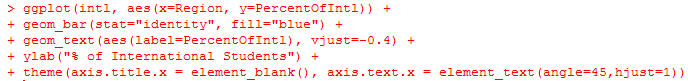 > ggplot(intl, aes(x=Region, y=PercentOfIntl)) +
+ geom_bar(stat="identity", fill="blue") +
+ geom_text(aes(label=PercentOfIntl), vjust=-0.4) +
+ ylab("% of International Students") +
+ theme(axis.title.x = element_blank(), axis.text.x = element_text(angle=45,hjust=1))